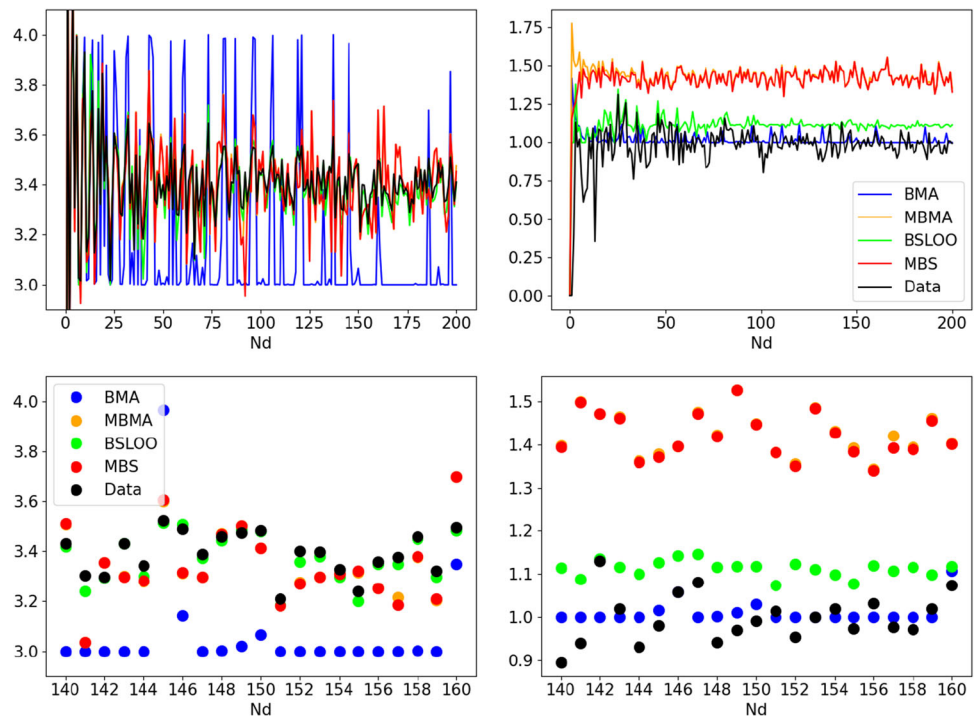 4.0
3.8
3.6
3.4
3.2
3.0
0 25 50 75 100 125 150 175 200
Nd
1.75
1.50
1.25
1.00
0.75
0.50
0.25
0.00
BMA
MBMA
BSLOO
MBS
Data
0 50 100 150 200
Nd
4.0
3.8
3.6
3.4
3.2
3.0
BMA
MBMA
BSLOO
MBS
Data
140 142 144 146 148 150 152 154 156 158 160
Nd
1.5
1.4
1.3
1.2
1.1
1.0
0.9
140 142 144 146 148 150 152 154 156 158 160
Nd